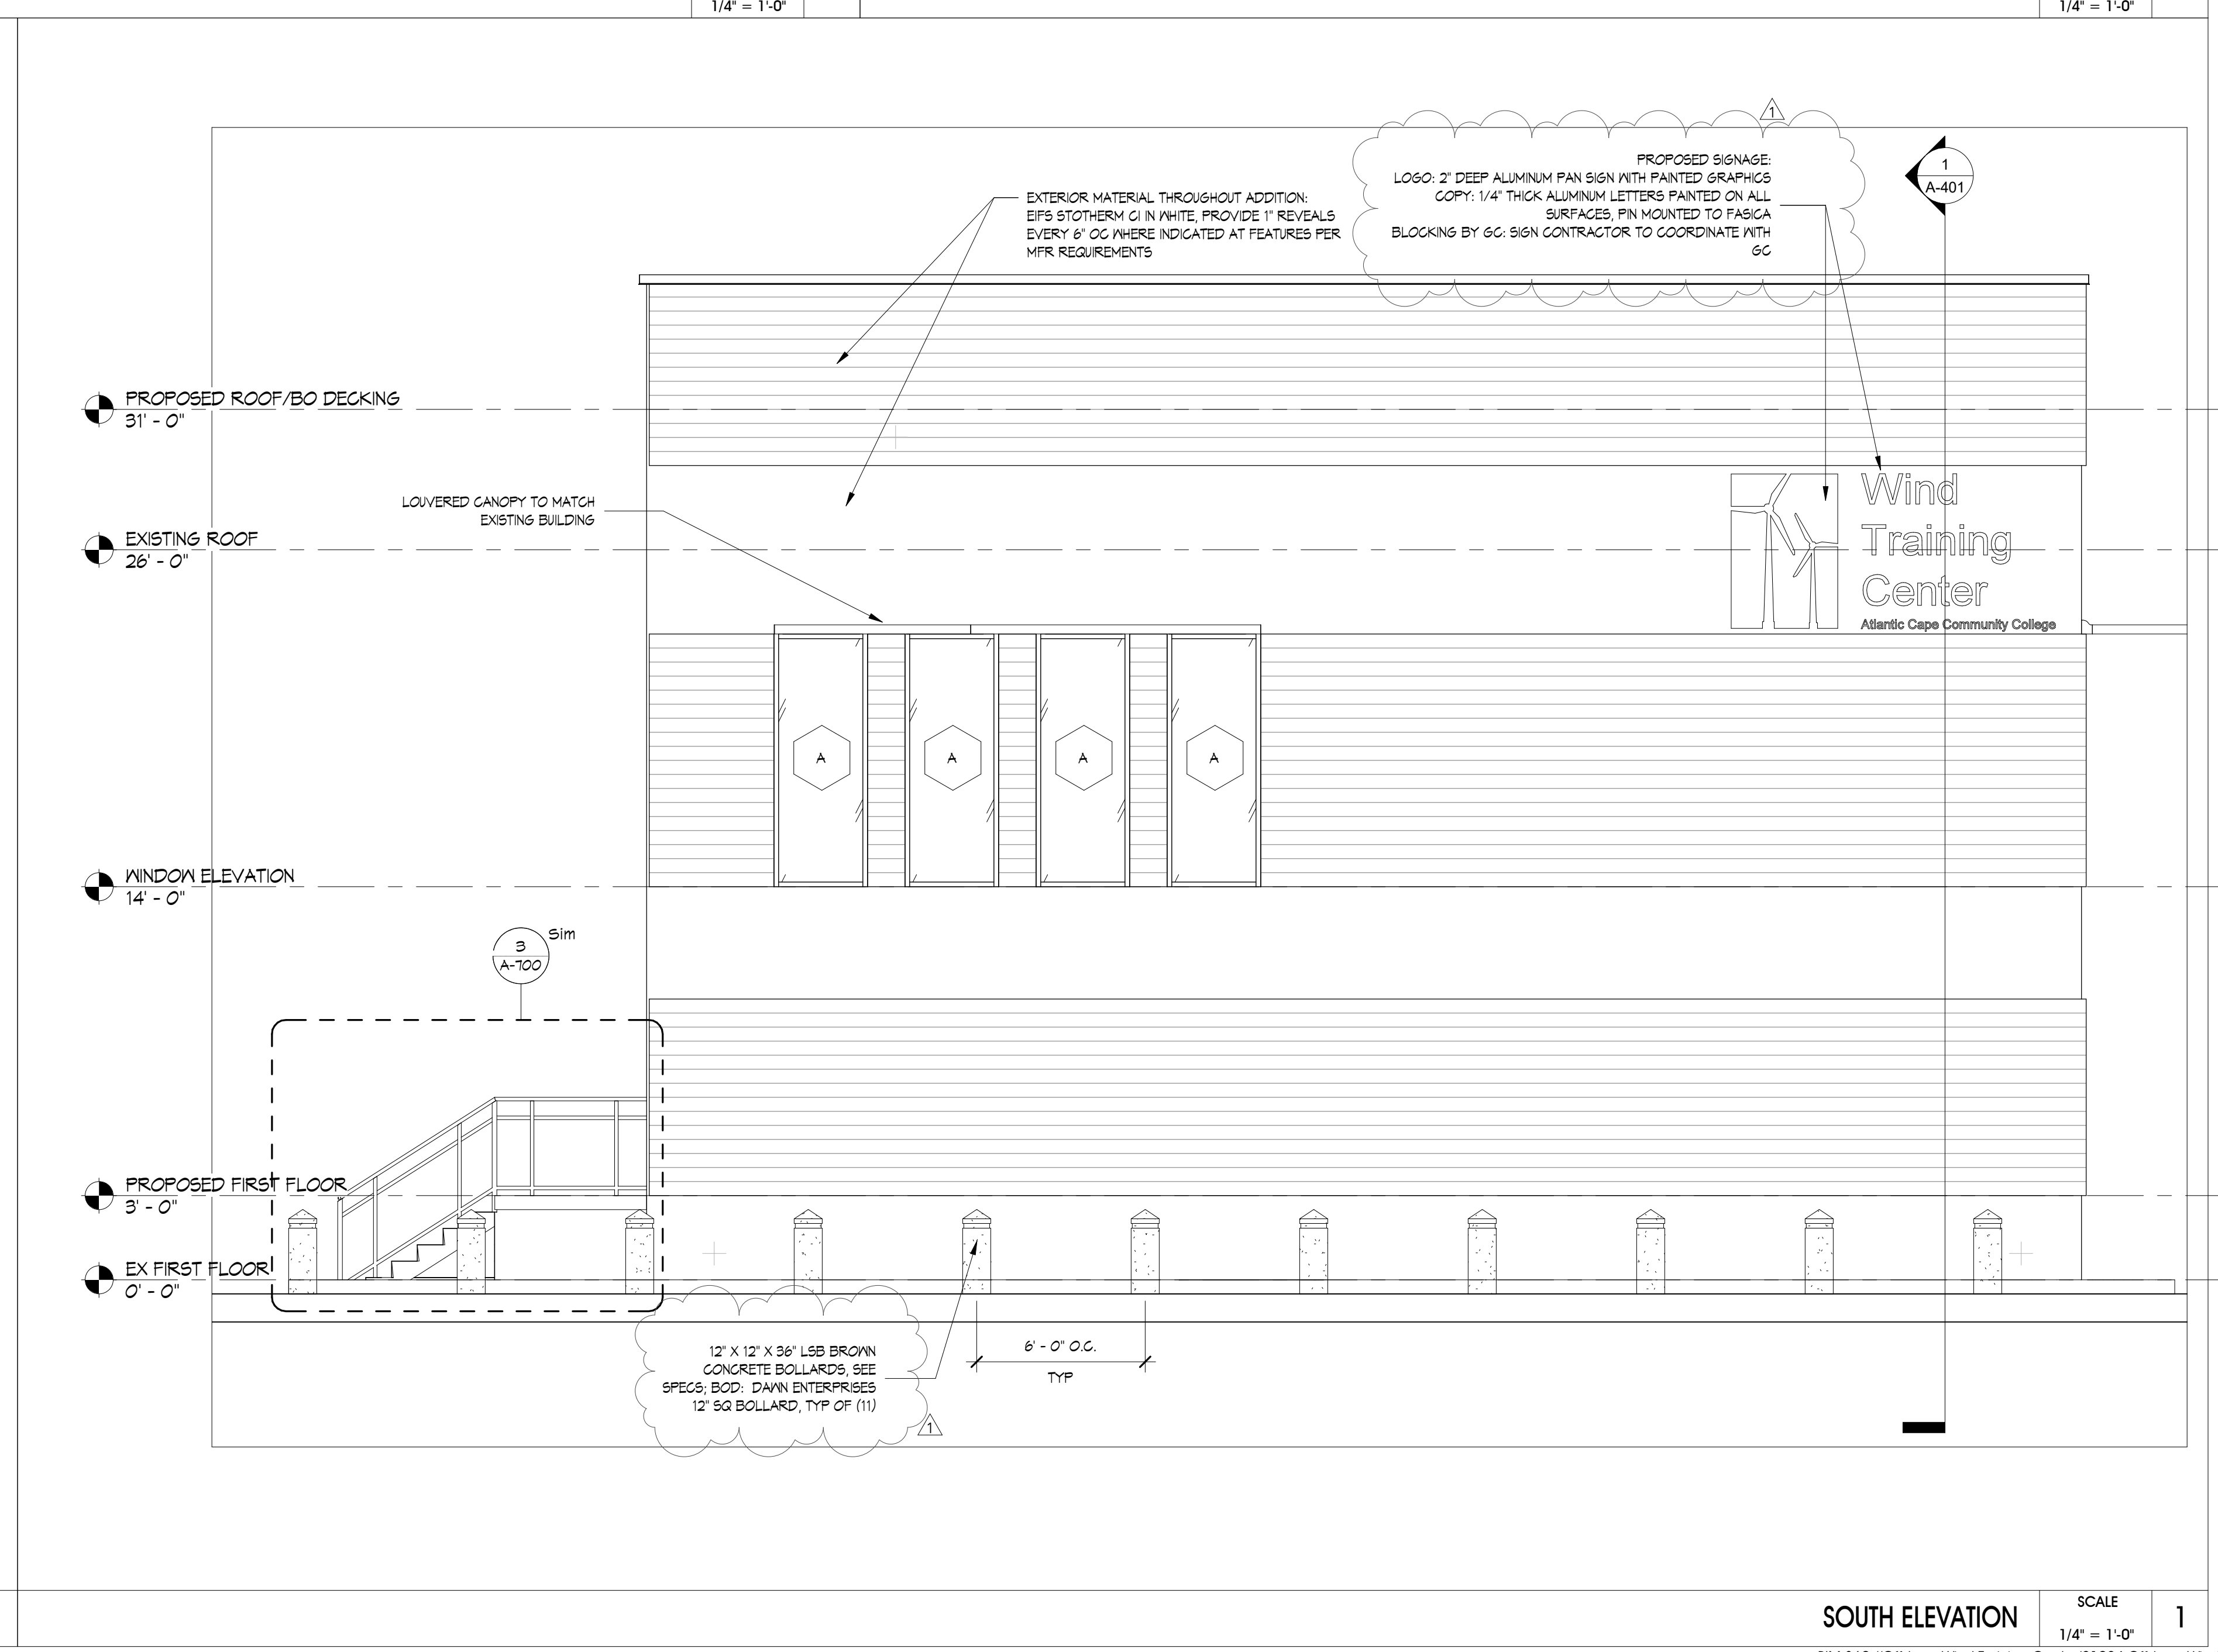 1/4" = 1'-0"
1/4" = 1'-0"
1
PROPOSED SIGNAGE:
LOGO: 2" DEEP ALUMINUM PAN SIGN WITH PAINTED GRAPHICS
COPY: 1/4" THICK ALUMINUM LETTERS PAINTED ON ALL
SURFACES, PIN MOUNTED TO FASICA
BLOCKING BY GC: SIGN CONTRACTOR TO COORDINATE WITH
GC
1
A-401
EXTERIOR MATERIAL THROUGHOUT ADDITION:
EIFS STOTHERM CI IN WHITE, PROVIDE 1" REVEALS
EVERY 6" OC WHERE INDICATED AT FEATURES PER
MFR REQUIREMENTS
PROPOSED ROOF/BO DECKING
31' - 0"
LOUVERED CANOPY TO MATCH
EXISTING BUILDING
EXISTING ROOF
26' - 0"
Wind
Training
Center
Atlantic Cape Community College
A
A
A
A
WINDOW ELEVATION
14' - 0"
3
A-700
Sim
PROPOSED FIRST FLOOR
3' - 0"
EX FIRST FLOOR
0' - 0"
12" X 12" X 36" LSB BROWN
CONCRETE BOLLARDS, SEE
SPECS; BOD: DAWN ENTERPRISES
12" SQ BOLLARD, TYP OF (11)
1
6' - 0" O.C.
TYP
SOUTH ELEVATION
SCALE
1/4" = 1'-0"
1